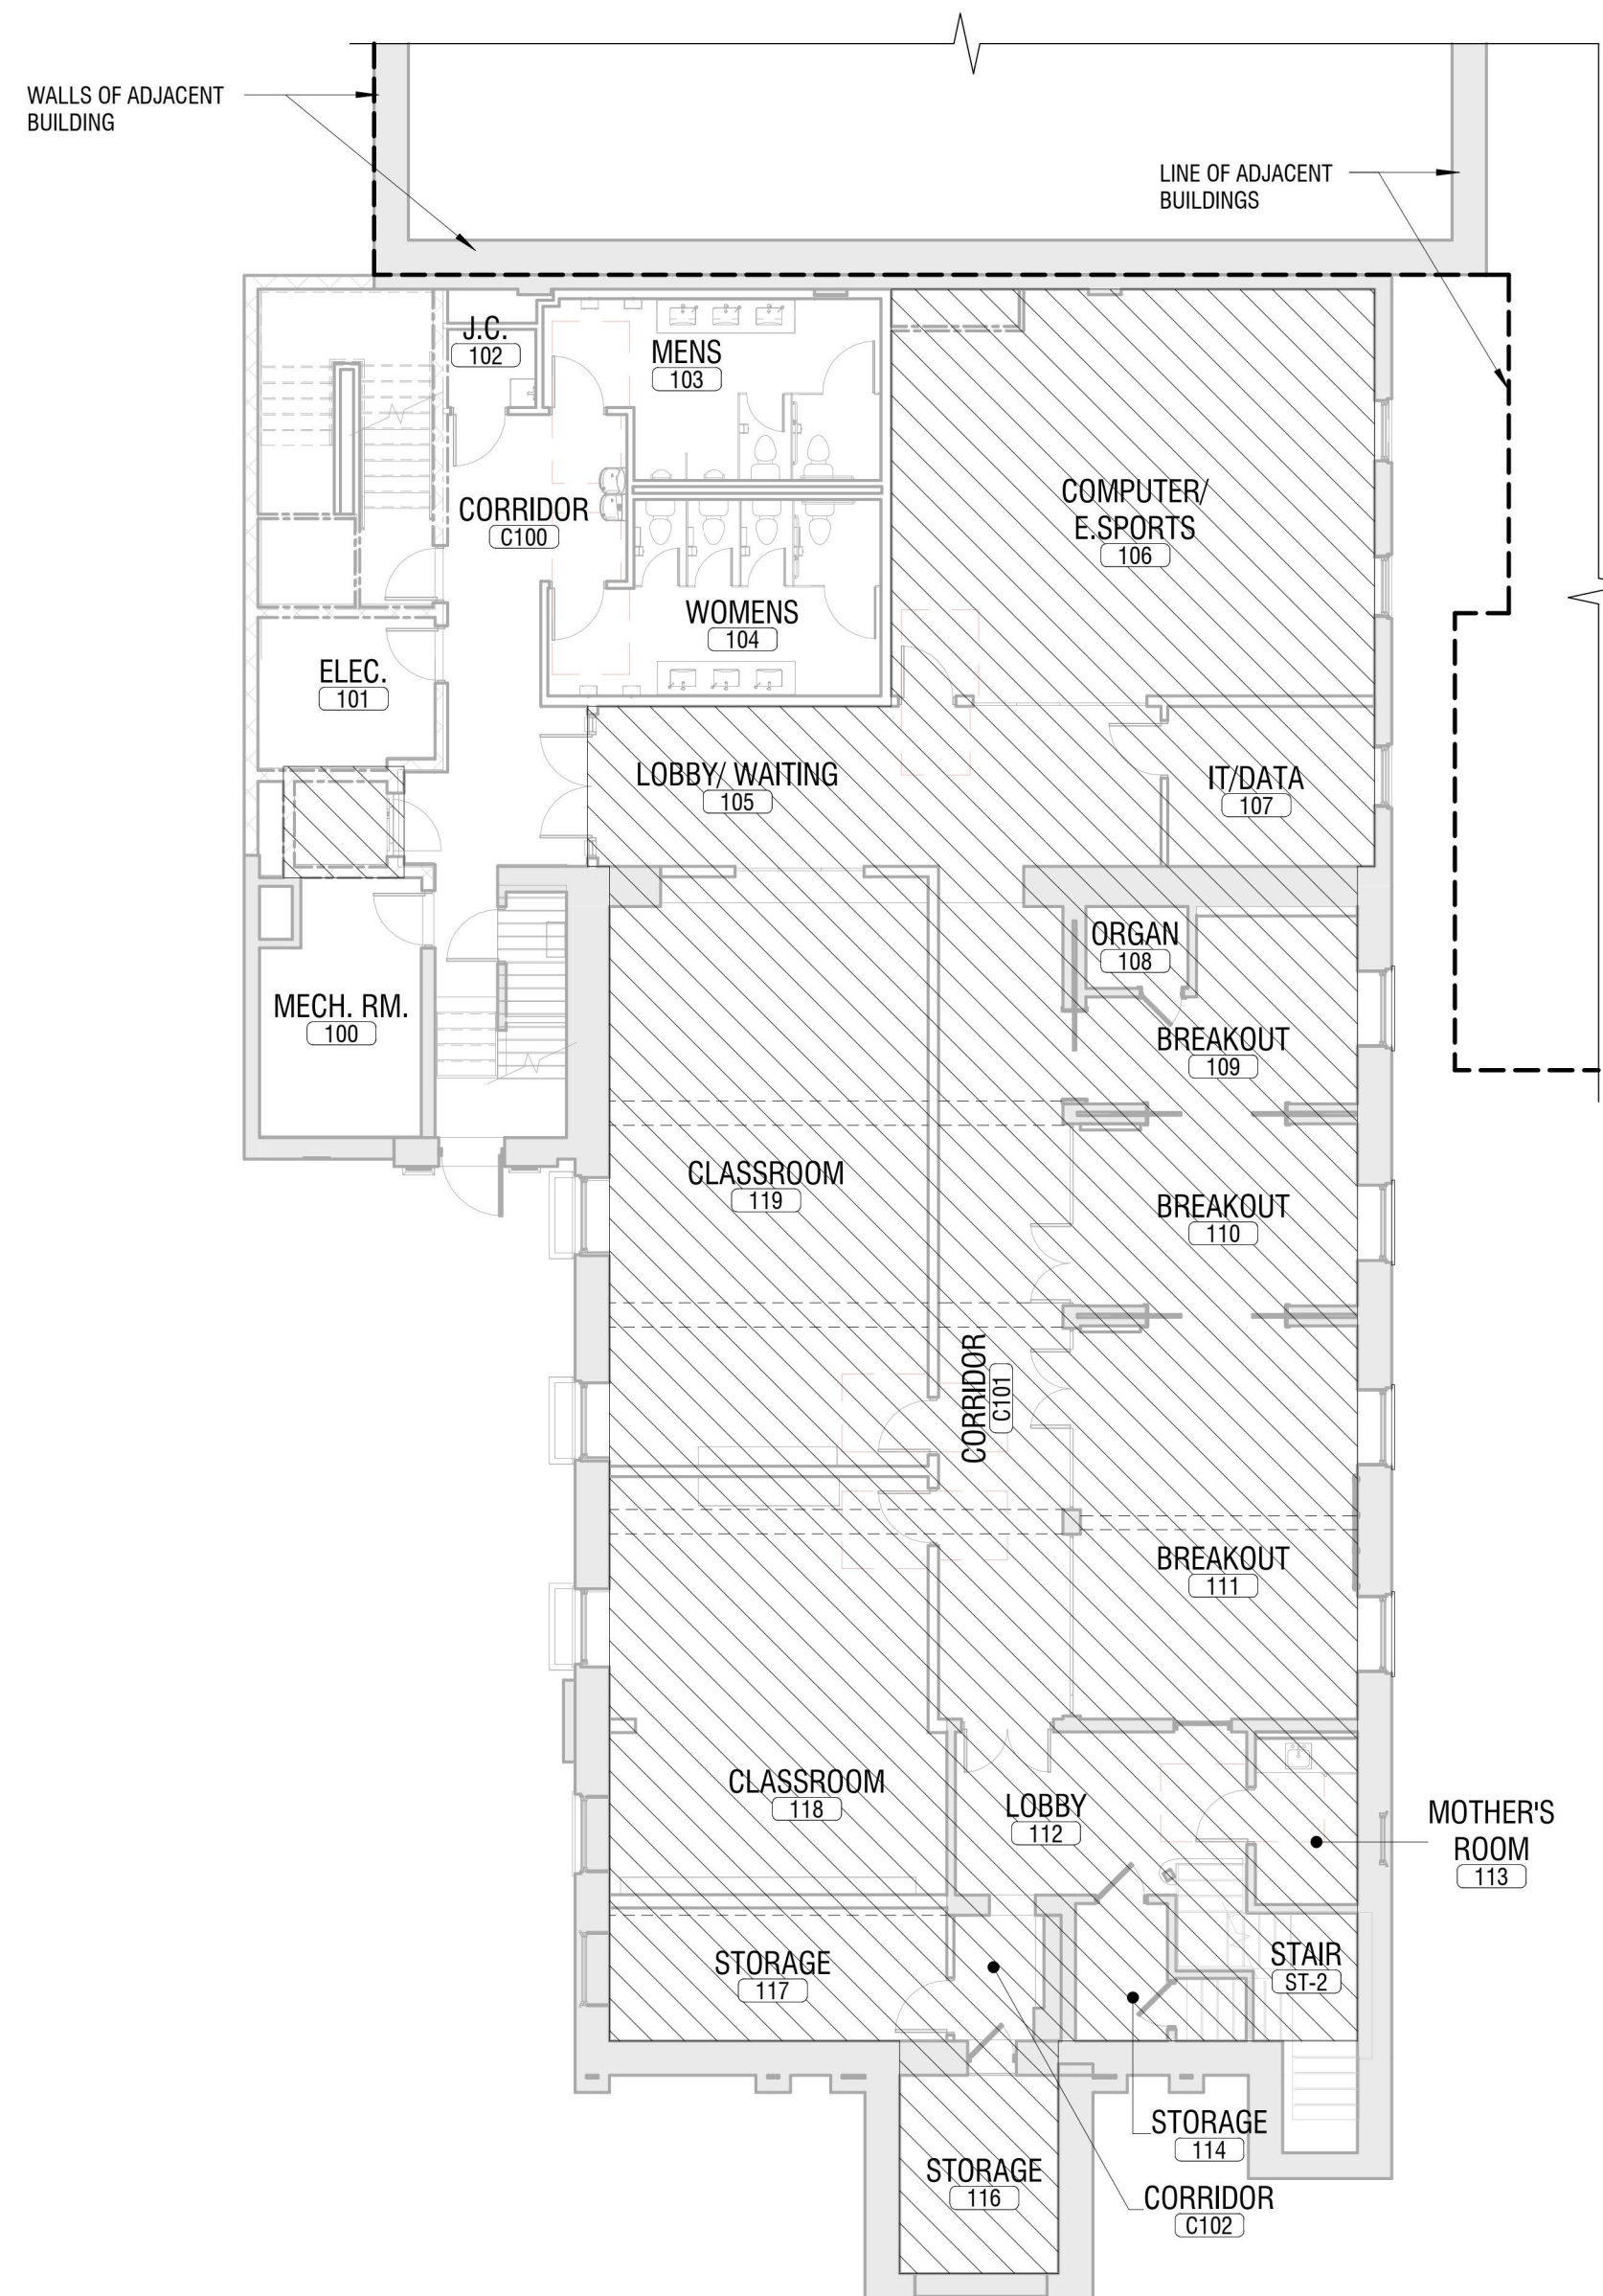 WALLS OF ADJACENT
BUILDING
LINE OF ADJACENT
BUILDINGS
J.C.
102
MENS
103
CORRIDOR
C100
COMPUTER/
E.SPORTS
106
WOMENS
104
ELEC.
101
LOBBY/ WAITING
105
IT/DATA
107
ORGAN
108
MECH. RM.
100
BREAKOUT
109
CLASSROOM
119
BREAKOUT
110
CORRIDOR
C101
BREAKOUT
111
CLASSROOM
118
LOBBY
112
MOTHER'S
ROOM
113
STORAGE
117
STAIR
ST-2
STORAGE
114
STORAGE
116
CORRIDOR
C102